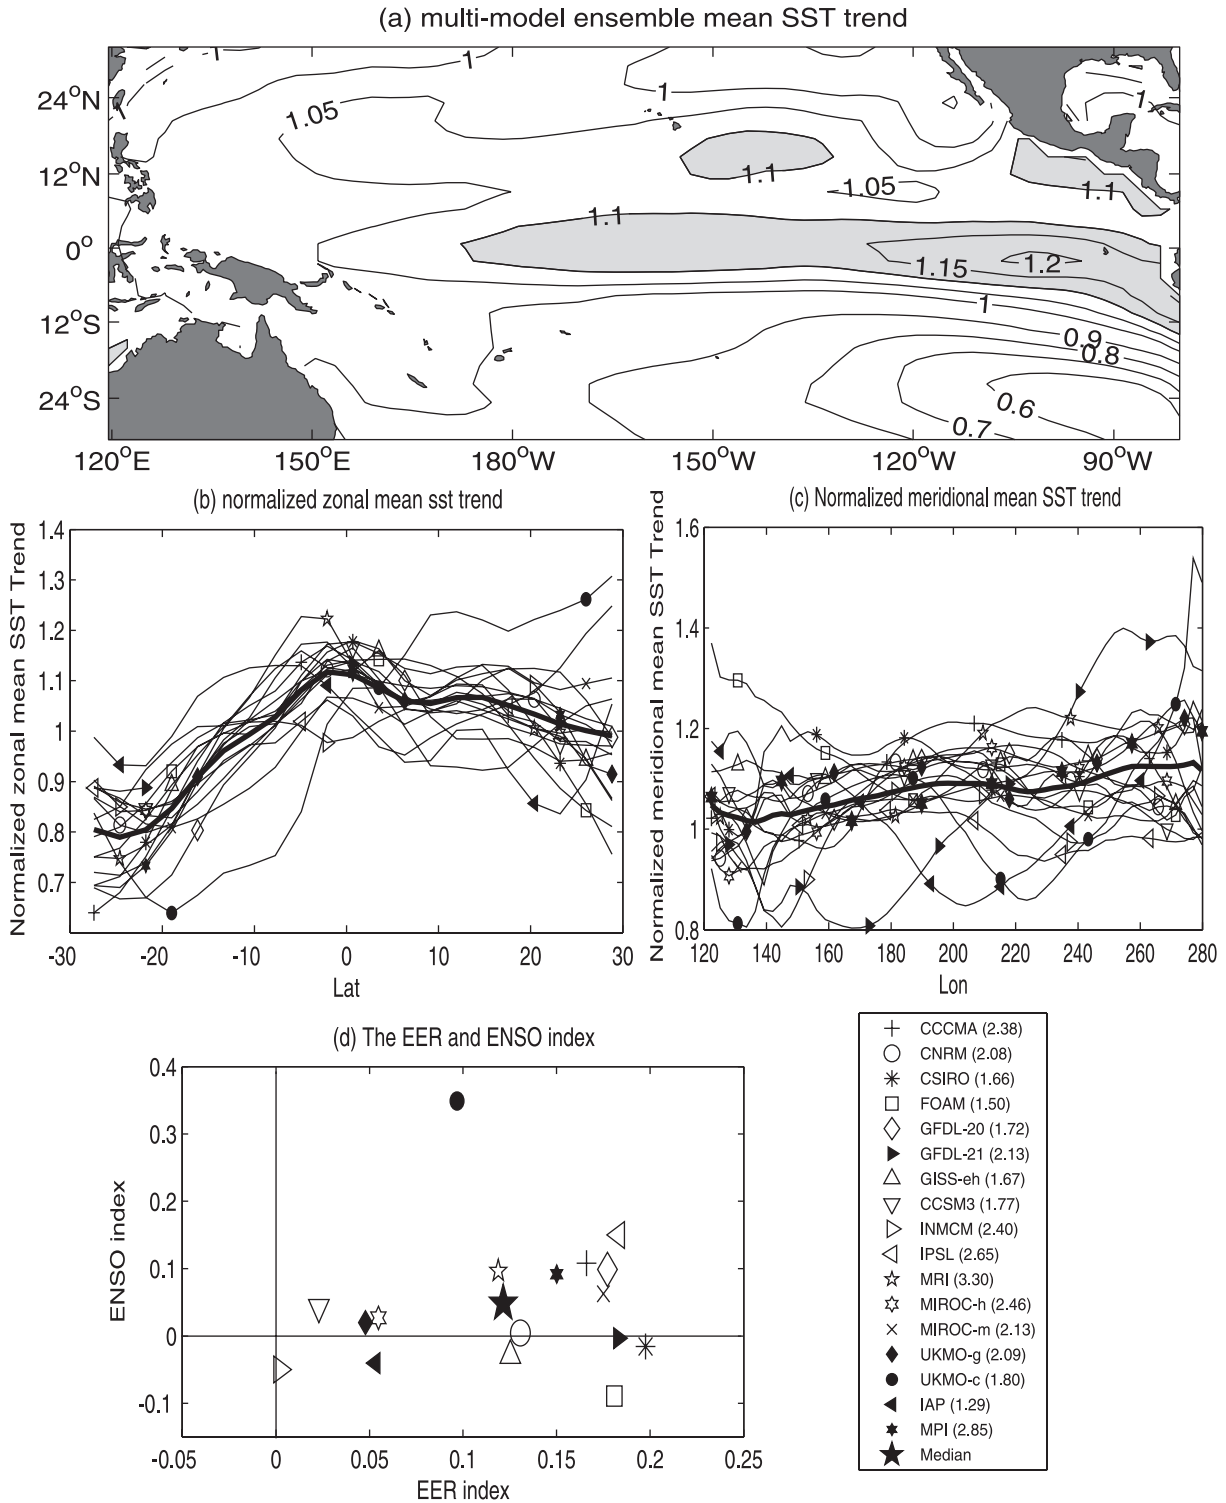 (a) multi-model ensemble mean SST trend
24°N
12°N
0°
12°S
24°S
120°E
150°E
180°W
150°W
120°W
90°W
1
1
1
1
1.05
1.1
1.05
1.1
1.1
1.15
1.2
1
0.9
0.8
0.6
0.7
(b) normalized zonal mean sst trend
Normalized zonal mean SST Trend
1.4
1.3
1.2
1.1
1
0.9
0.8
0.7
-30
-20
-10
0
10
20
30
Lat
(c) Normalized meridional mean SST trend
Normalized meridional mean SST Trend
1.6
1.4
1.2
1
0.8
120
140
160
180
200
220
240
260
280
Lon
(d) The EER and ENSO index
ENSO index
0.4
0.3
0.2
0.1
0
-0.1
-0.05
0
0.05
0.1
0.15
0.2
0.25
EER index
CCCMA (2.38)
CNRM (2.08)
CSIRO (1.66)
FOAM (1.50)
GFDL-20 (1.72)
GFDL-21 (2.13)
GISS-eh (1.67)
CCSM3 (1.77)
INMCM (2.40)
IPSL (2.65)
MRI (3.30)
MIROC-h (2.46)
MIROC-m (2.13)
UKMO-g (2.09)
UKMO-c (1.80)
IAP (1.29)
MPI (2.85)
Median